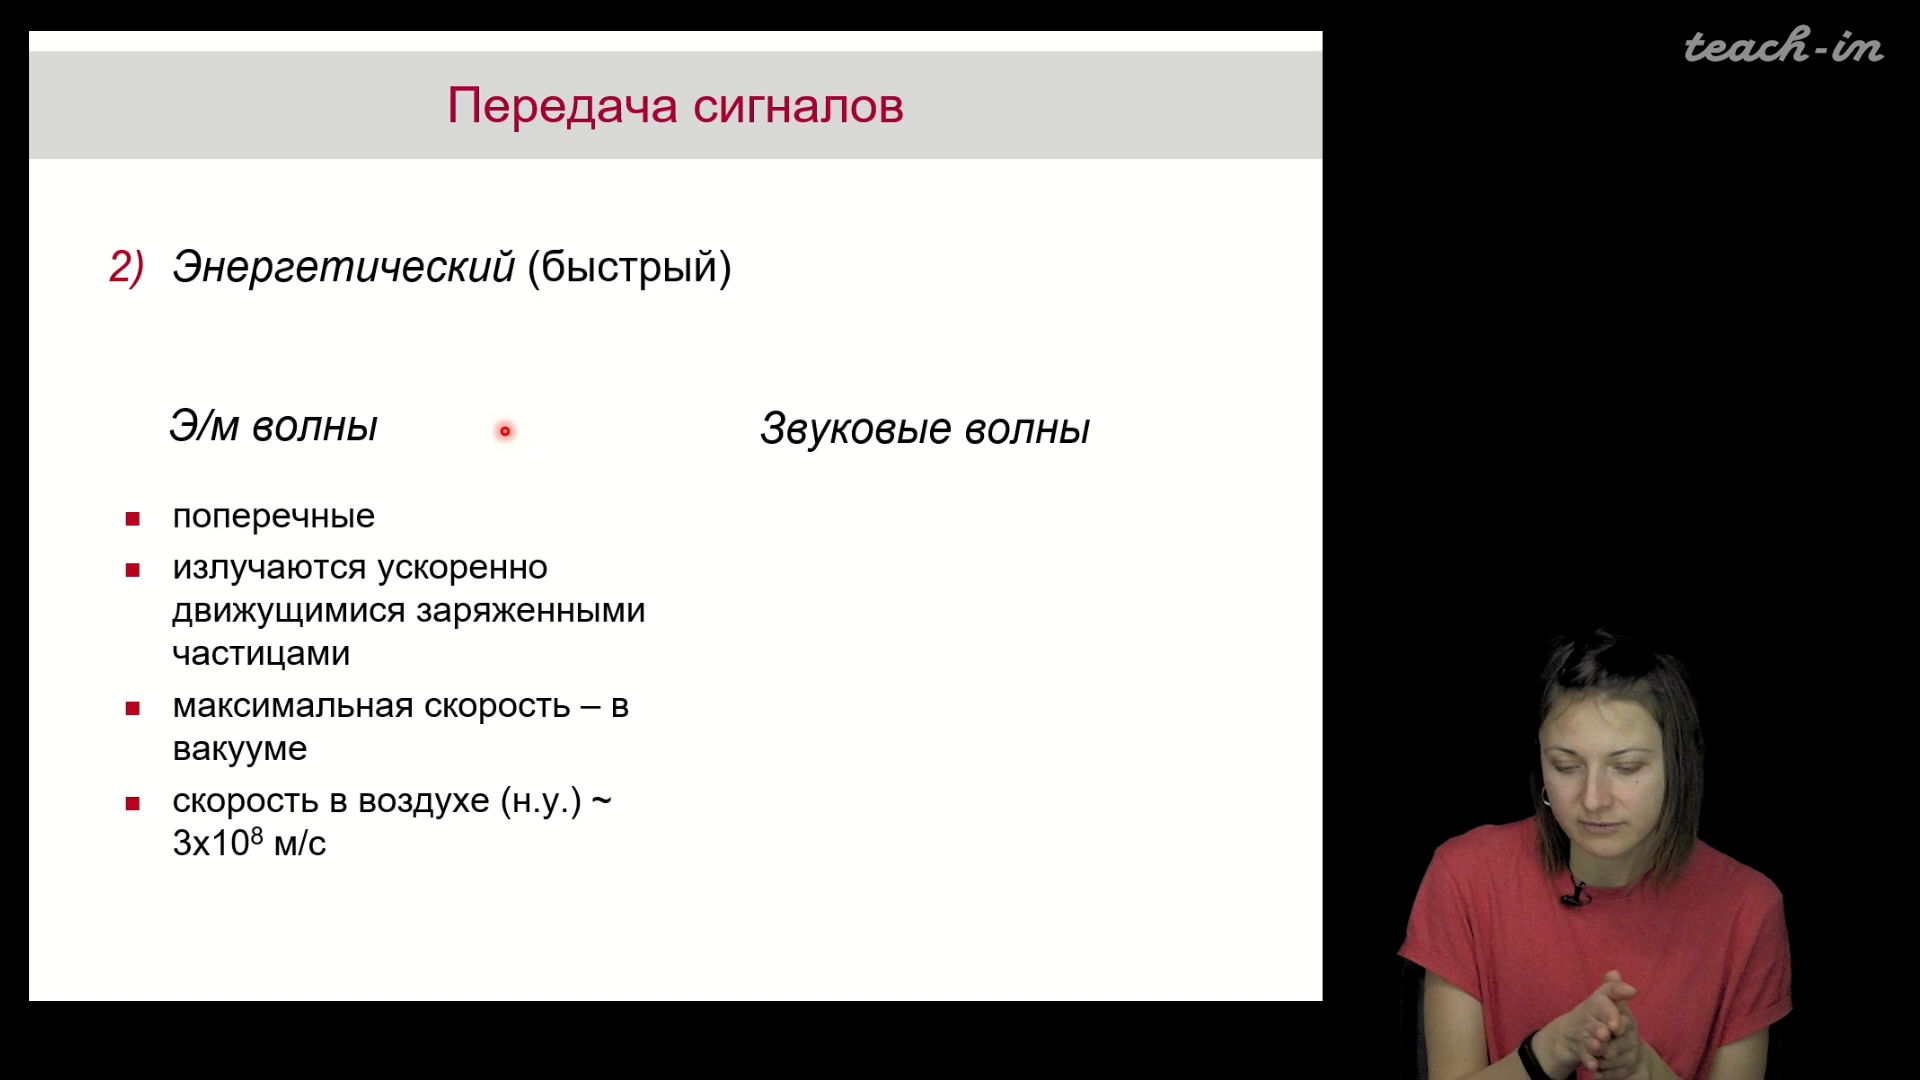 teach-in
Передача сигналов
2) Энергетический (быстрый)
Э/м волны
Звуковые волны
поперечные
излучаются ускоренно
движущимися заряженными
частицами
максимальная скорость – в
вакууме
скорость в воздухе (н.у.) ~
3x10⁸ м/с